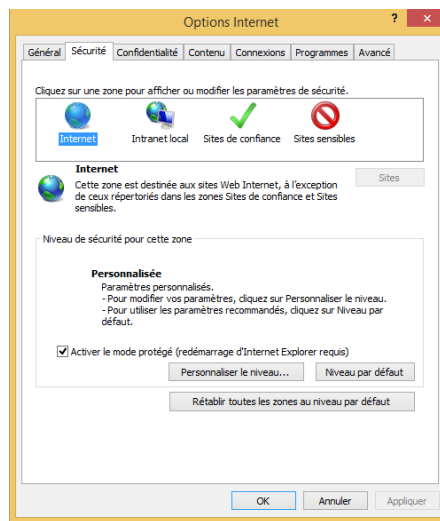 Options Internet
? ×
Général Sécurité Confidentialité Contenu Connexions Programmes Avancé
Cliquez sur une zone pour afficher ou modifier les paramètres de sécurité.
Internet Intranet local Sites de confiance Sites sensibles
Internet
Sites
Cette zone est destinée aux sites Web Internet, à l'exception
de ceux répertoriés dans les zones Sites de confiance et Sites
sensibles.
Niveau de sécurité pour cette zone
Personnalisée
Paramètres personnalisés.
- Pour modifier vos paramètres, cliquez sur Personnaliser le niveau.
- Pour utiliser les paramètres recommandés, cliquez sur Niveau par
défaut.
Activer le mode protégé (redémarrage d'Internet Explorer requis)
Personnaliser le niveau... Niveau par défaut
Rétablir toutes les zones au niveau par défaut
OK Annuler Appliquer